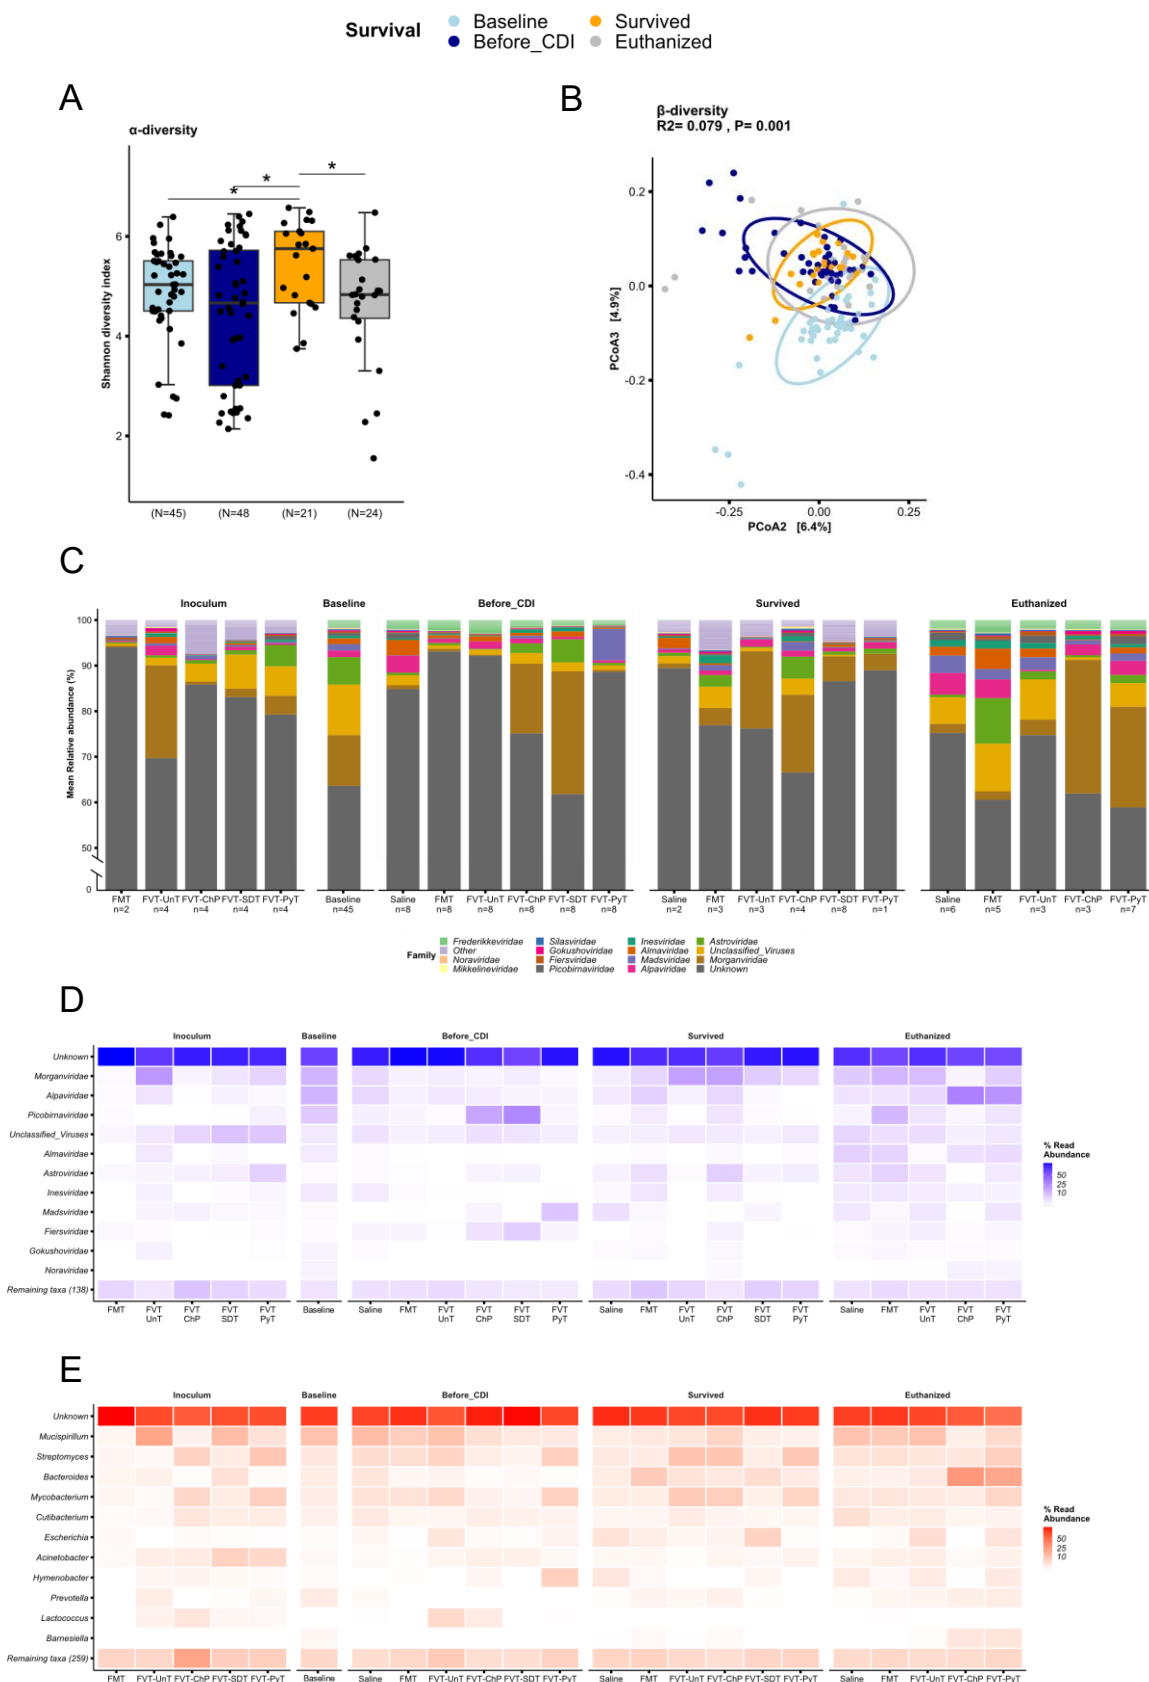 Survival
Baseline
Survived
Before_CDI
Euthanized
A
α-diversity
Shannon diversity index
6
4
2
*
*
*
(N=45)
(N=48
(N=21)
(N=24)
B
β-diversity
R2= 0.079 , P= 0.001
PCoA3 [4.9%]
0.2
0.0
-0.2
-0.4
-0.25
0.00
0.25
PCoA2 [6.4%]
C
Inoculum
Baseline
Before_CDI
Survived
Euthanized
Mean Relative abundance (%)
100
90
80
70
60
50
0
FMT FVT-UnT FVT-ChP FVT-SDT FVT-PyT
n=2 n=4 n=4 n=4 n=4
Baseline
n=45
Saline FMT FVT-UnT FVT-ChP FVT-SDT FVT-PyT
n=8 n=8 n=8 n=8 n=8 n=8
Saline FMT FVT-UnT FVT-ChP FVT-SDT FVT-PyT
n=2 n=3 n=3 n=4 n=8 n=1
Saline FMT FVT-UnT FVT-ChP FVT-PyT
n=6 n=5 n=3 n=3 n=7
Family
Frederikkeviridae
Other
Noraviridae
Mikkelineviridae
Silasviridae
Gokushoviridae
Fiersviridae
Picobirnaviridae
Inesviridae
Almaviridae
Madsviridae
Alpaviridae
Astroviridae
Unclassified_Viruses
Morganviridae
Unknown
D
Inoculum
Baseline
Before_CDI
Survived
Euthanized
Unknown
Morganviridae
Alpaviridae
Picobirnaviridae
Unclassified_Viruses
Almaviridae
Astroviridae
Inesviridae
Madsviridae
Fiersviridae
Gokushoviridae
Noraviridae
Remaining taxa (138)
FMT FVT FVT FVT FVT
UnT ChP SDT PyT
Baseline
Saline FMT FVT FVT FVT FVT
UnT ChP SDT PyT
Saline FMT FVT FVT FVT FVT
UnT ChP SDT PyT
Saline FMT FVT FVT FVT
UnT ChP PyT
% Read
Abundance
50
25
10
E
Inoculum
Baseline
Before_CDI
Survived
Euthanized
Unknown
Mucispirillum
Streptomyces
Bacteroides
Mycobacterium
Cutibacterium
Escherichia
Acinetobacter
Hymenobacter
Prevotella
Lactococcus
Barnesiella
Remaining taxa (259)
FMT FVT-UnT FVT-ChP FVT-SDT FVT-PyT
Baseline
Saline FMT FVT-UnT FVT-ChP FVT-SDT FVT-PyT
Saline FMT FVT-UnT FVT-ChP FVT-SDT FVT-PyT
Saline FMT FVT-UnT FVT-ChP FVT-PyT
% Read
Abundance
50
25
10